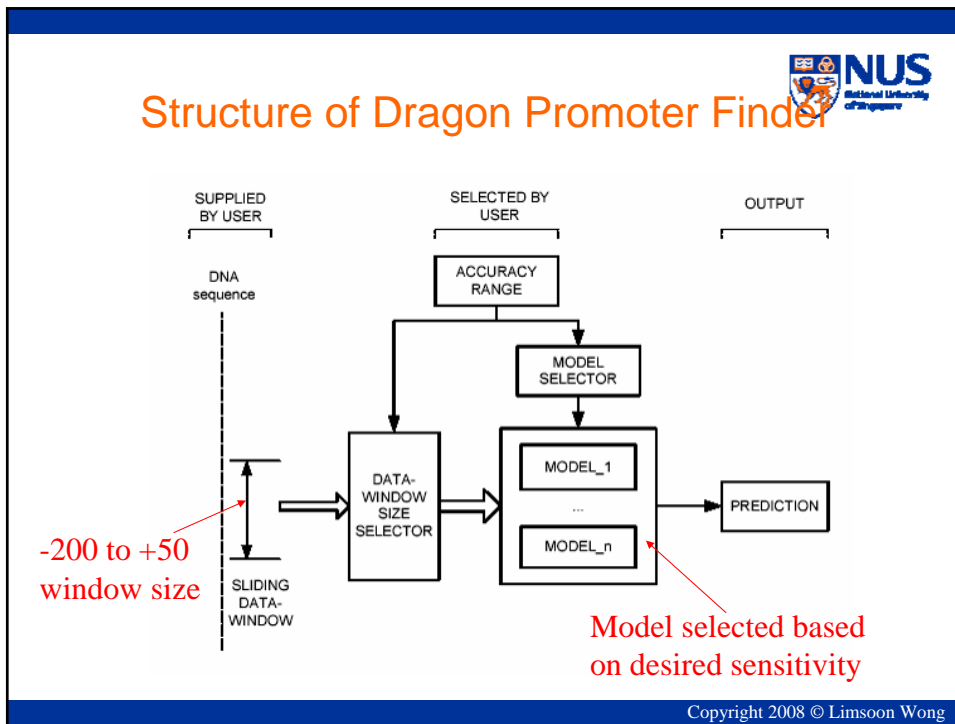 NUS
National University
of Singapore
Structure of Dragon Promoter Finder
SUPPLIED
BY USER
SELECTED BY
USER
OUTPUT
DNA
sequence
ACCURACY
RANGE
MODEL
SELECTOR
DATA-
WINDOW
SIZE
SELECTOR
MODEL_1
...
MODEL_n
PREDICTION
-200 to +50
window size
SLIDING
DATA-
WINDOW
Model selected based
on desired sensitivity
Copyright 2008 © Limsoon Wong